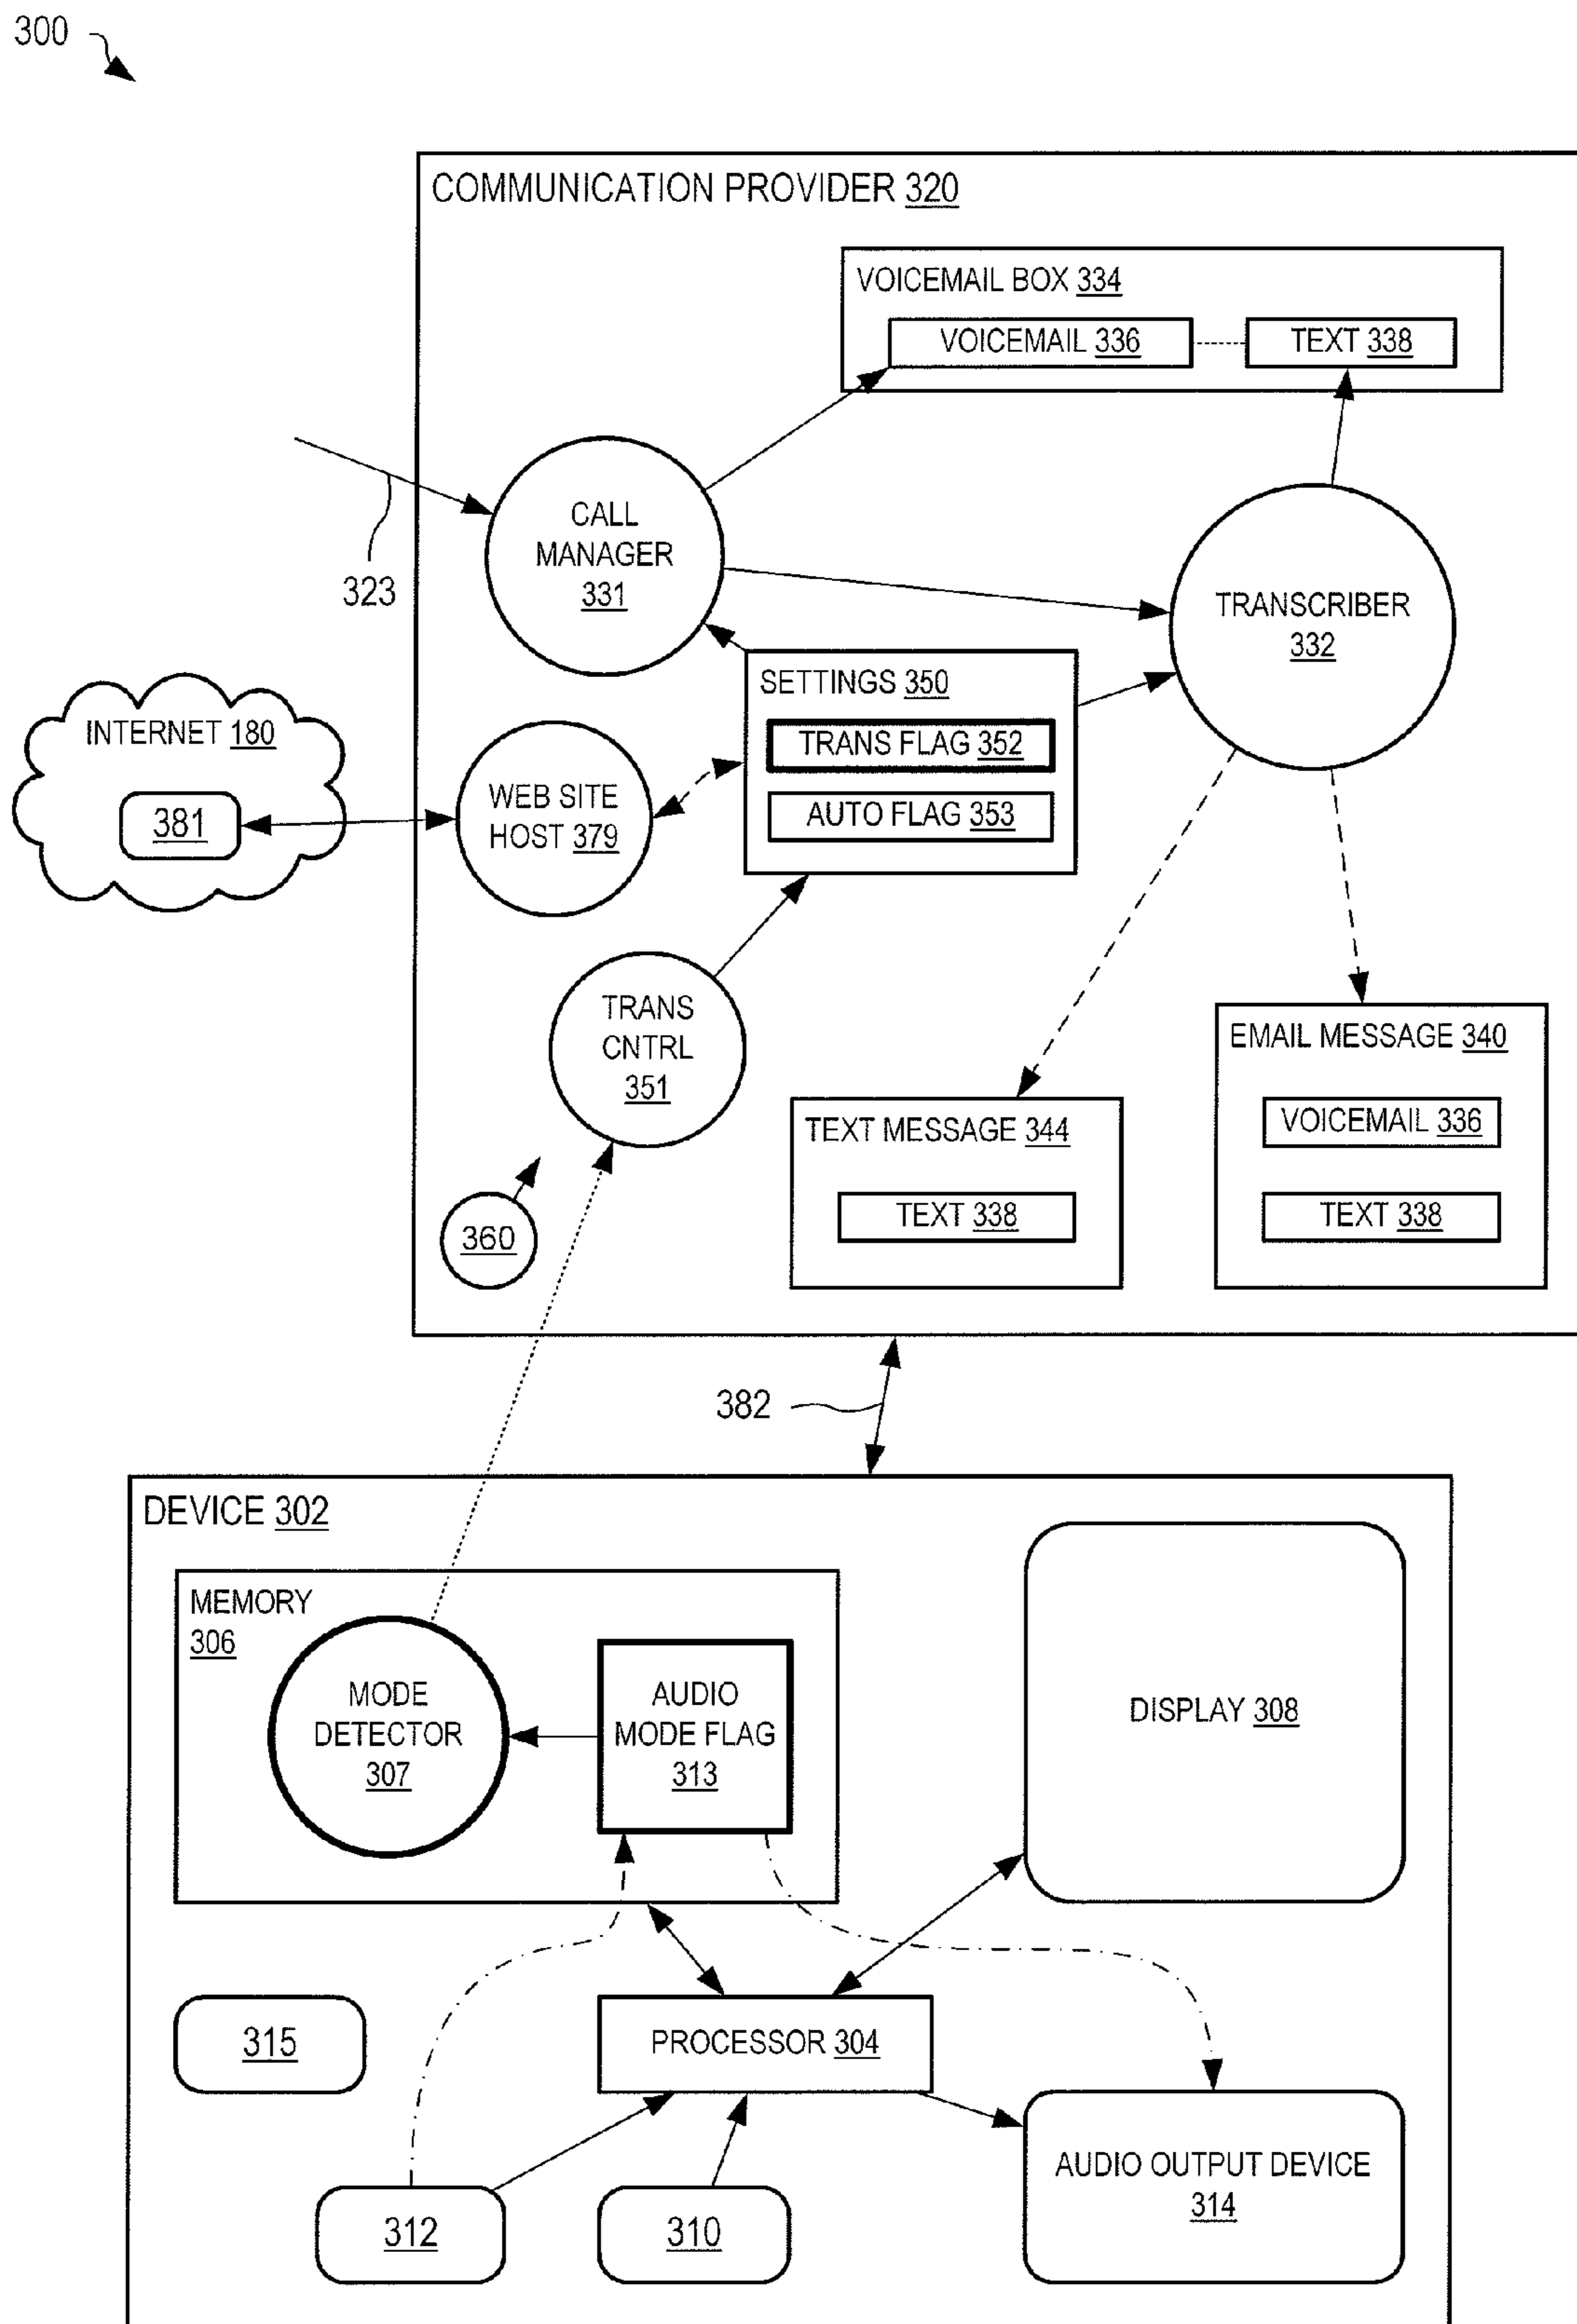 300
COMMUNICATION PROVIDER 320
VOICEMAIL BOX 334
VOICEMAIL 336
TEXT 338
CALL
MANAGER
331
323
TRANSCRIBER
332
SETTINGS 350
TRANS FLAG 352
AUTO FLAG 353
INTERNET 180
381
WEB SITE
HOST 379
TRANS
CNTRL
351
EMAIL MESSAGE 340
VOICEMAIL 336
TEXT 338
TEXT MESSAGE 344
TEXT 338
360
382
DEVICE 302
MEMORY
306
MODE
DETECTOR
307
AUDIO
MODE FLAG
313
DISPLAY 308
315
PROCESSOR 304
312
310
AUDIO OUTPUT DEVICE
314